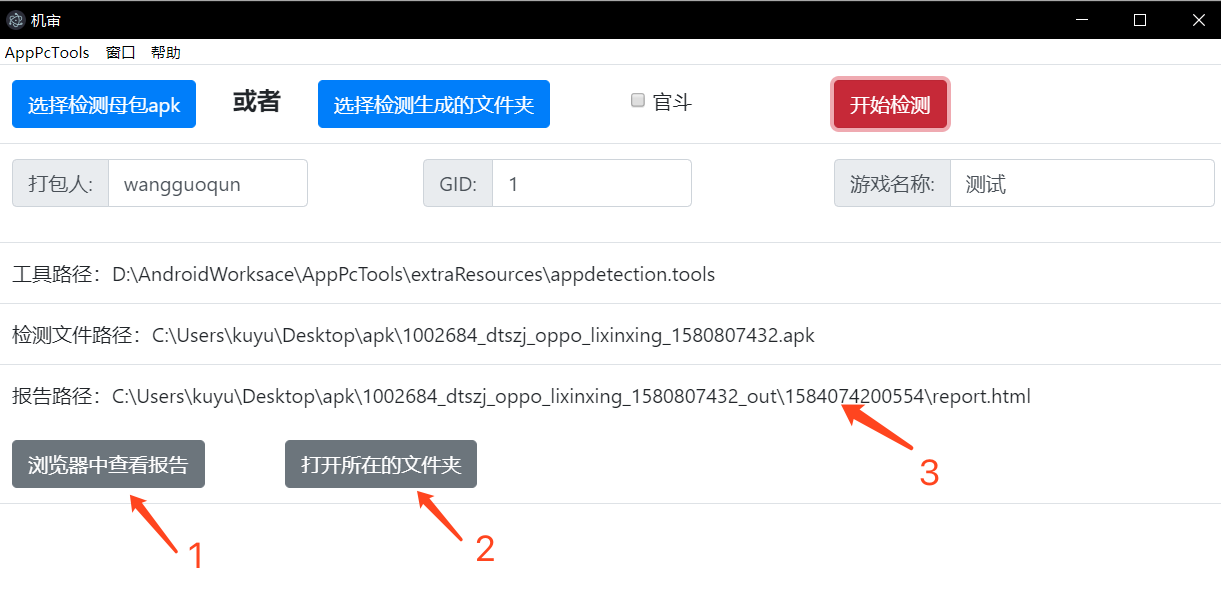 机审
AppPcTools 窗口 帮助
选择检测母包apk 或者 选择检测生成的文件夹 官斗 开始检测
打包人: wangguoqun GID: 1 游戏名称: 测试
工具路径：D:\AndroidWorksace\AppPcTools\extraResources\appdetection.tools
检测文件路径：C:\Users\kuyu\Desktop\apk\1002684_dtszj_oppo_lixinxing_1580807432.apk
报告路径：C:\Users\kuyu\Desktop\apk\1002684_dtszj_oppo_lixinxing_1580807432_out\1584074200554\report.html
浏览器中查看报告 打开所在的文件夹 3
1 2